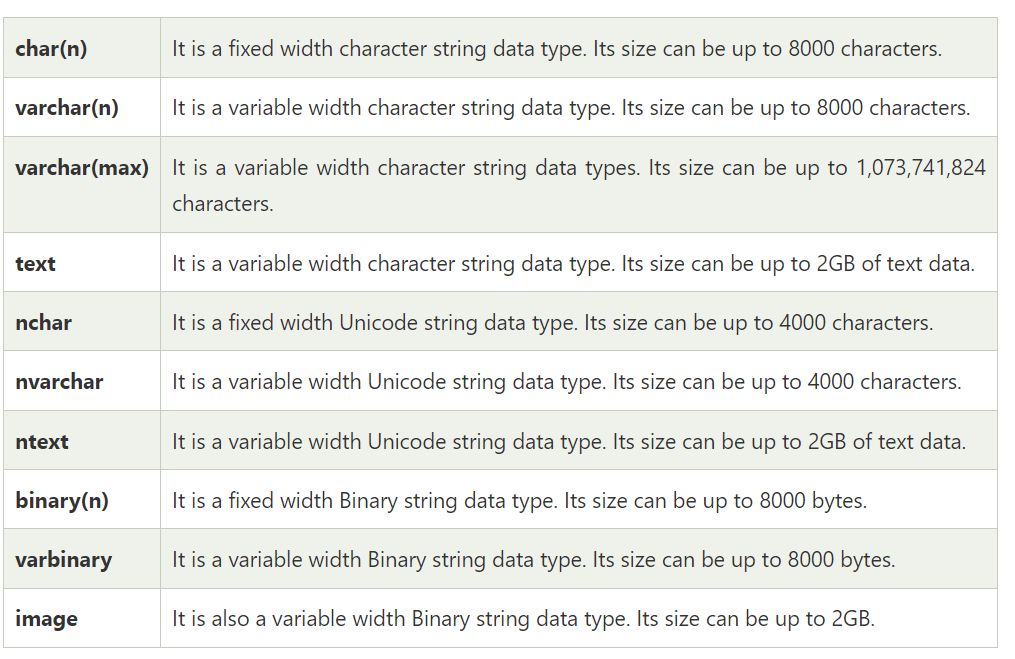 char(n) It is a fixed width character string data type. Its size can be up to 8000 characters.
varchar(n) It is a variable width character string data type. Its size can be up to 8000 characters.
varchar(max) It is a variable width character string data types. Its size can be up to 1,073,741,824
characters.
text It is a variable width character string data type. Its size can be up to 2GB of text data.
nchar It is a fixed width Unicode string data type. Its size can be up to 4000 characters.
nvarchar It is a variable width Unicode string data type. Its size can be up to 4000 characters.
ntext It is a variable width Unicode string data type. Its size can be up to 2GB of text data.
binary(n) It is a fixed width Binary string data type. Its size can be up to 8000 bytes.
varbinary It is a variable width Binary string data type. Its size can be up to 8000 bytes.
image It is also a variable width Binary string data type. Its size can be up to 2GB.